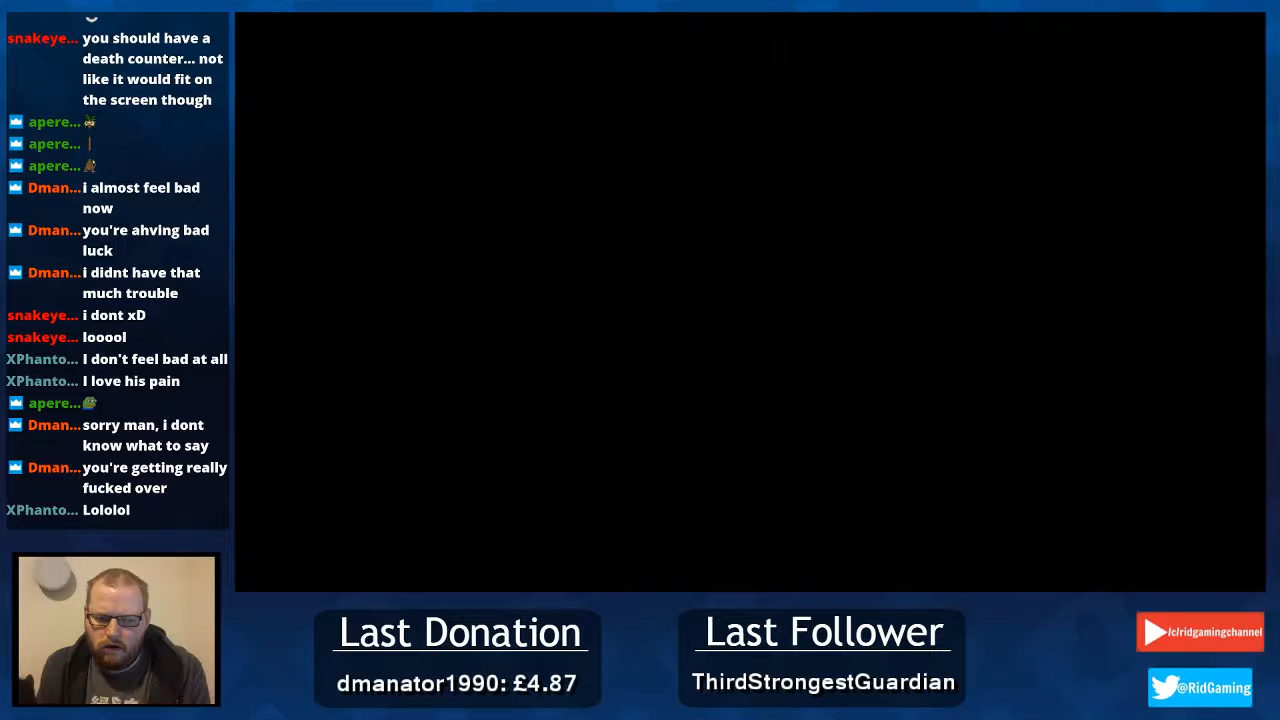 snakeye... you should have a
death counter... not
like it would fit on
the screen though
apere...
apere...
apere...
Dman... i almost feel bad
now
Dman... you're ahving bad
luck
Dman... i didnt have that
much trouble
snakeye... i dont xD
snakeye... looool
XPhanto... I don't feel bad at all
XPhanto... I love his pain
apere...
Dman... sorry man, i dont
know what to say
Dman... you're getting really
fucked over
XPhanto... Lololol
Last Donation
dmanator1990: £4.87
Last Follower
ThirdStrongestGuardian
/c/ridgamingchannel
@RidGaming